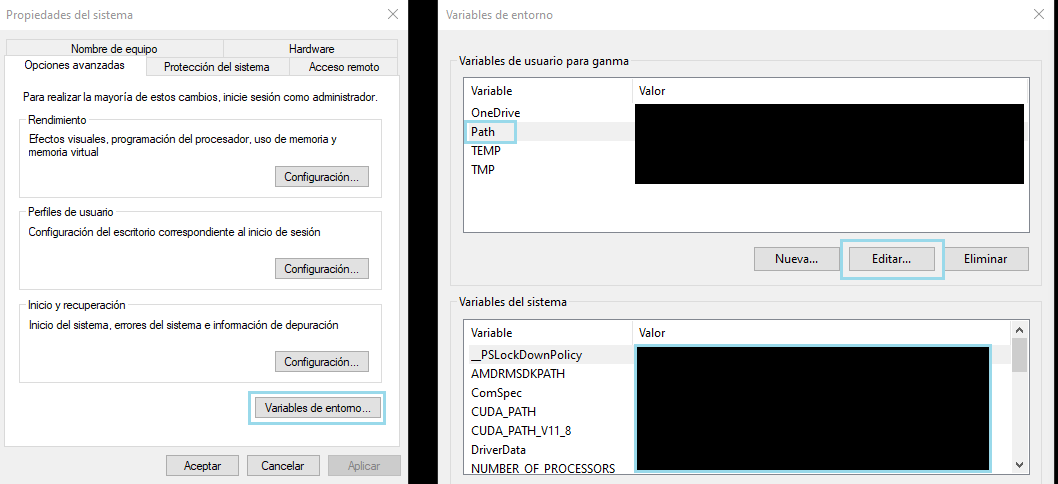 Propiedades del sistema
Nombre de equipo
Hardware
Opciones avanzadas
Protección del sistema
Acceso remoto
Para realizar la mayoría de estos cambios, inicie sesión como administrador.
Rendimiento
Efectos visuales, programación del procesador, uso de memoria y
memoria virtual
Configuración...
Perfiles de usuario
Configuración del escritorio correspondiente al inicio de sesión
Configuración...
Inicio y recuperación
Inicio del sistema, errores del sistema e información de depuración
Configuración...
Variables de entorno...
Aceptar
Cancelar
Aplicar
Variables de entorno
Variables de usuario para ganma
Variable
Valor
OneDrive
Path
TEMP
TMP
Nueva...
Editar...
Eliminar
Variables del sistema
Variable
Valor
__PSLockDownPolicy
AMDRMSDKPATH
ComSpec
CUDA_PATH
CUDA_PATH_V11_8
DriverData
NUMBER_OF_PROCESSORS